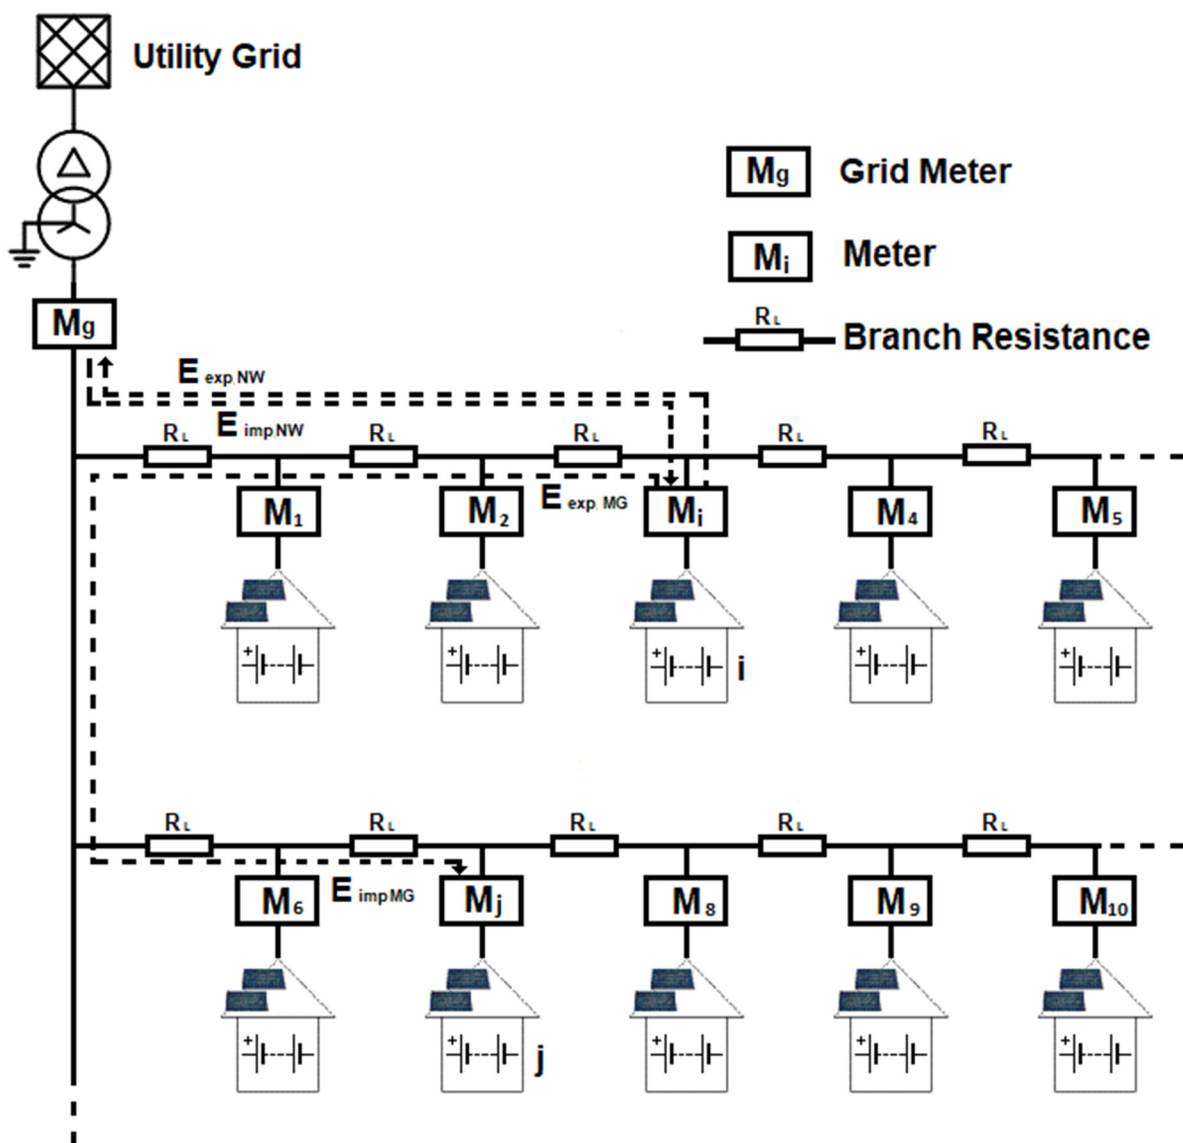 Utility Grid
Mg Grid Meter
Mi Meter
RL Branch Resistance
Mg
E exp,NW
E imp,NW
RL RL RL RL RL
E exp, MG
M1 M2 Mi M4 M5
+ + + + +
i
RL RL RL RL RL
E imp MG
M6 Mj M8 M9 M10
+ + + + +
j